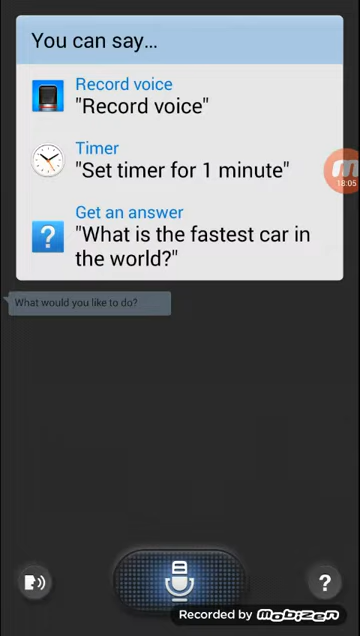 You can say...
Record voice
"Record voice"
Timer
"Set timer for 1 minute"
18:05
Get an answer
?
"What is the fastest car in
the world?"
What would you like to do?
?
Recorded by mobizen